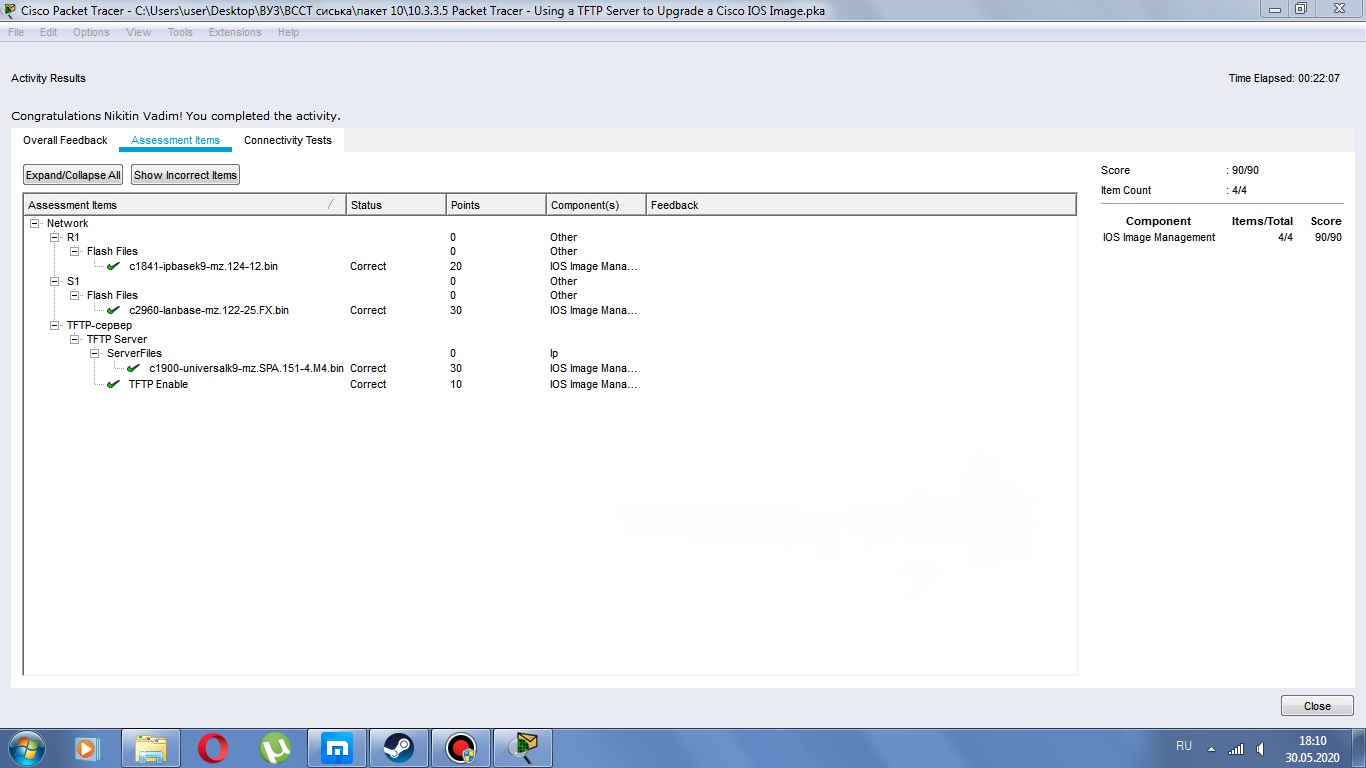 Cisco Packet Tracer - C:\Users\user\Desktop\ВУЗ\ВССТ сиська\пакет 10\10.3.3.5 Packet Tracer - Using a TFTP Server to Upgrade a Cisco IOS Image.pka
File Edit Options View Tools Extensions Help
Activity Results Time Elapsed: 00:22:07
Congratulations Nikitin Vadim! You completed the activity.
Overall Feedback Assessment Items Connectivity Tests
Expand/Collapse All Show Incorrect Items
Score : 90/90
Item Count : 4/4
Component Items/Total Score
IOS Image Management 4/4 90/90
Assessment Items Status Points Component(s) Feedback
Network
R1 0 Other
Flash Files 0 Other
c1841-ipbasek9-mz.124-12.bin Correct 20 IOS Image Mana...
S1 0 Other
Flash Files 0 Other
c2960-lanbase-mz.122-25.FX.bin Correct 30 IOS Image Mana...
TFTP-сервер
TFTP Server
ServerFiles 0 Ip
c1900-universalk9-mz.SPA.151-4.M4.bin Correct 30 IOS Image Mana...
TFTP Enable Correct 10 IOS Image Mana...
Close
RU 18:10
30.05.2020